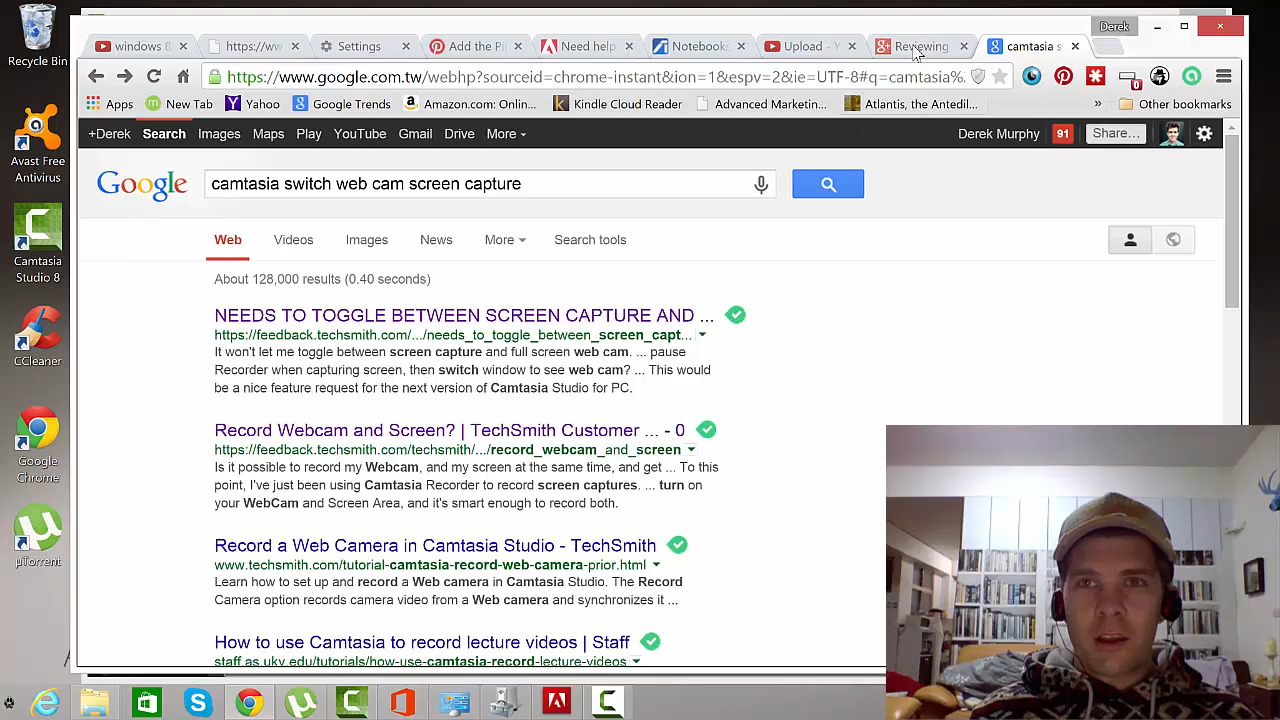 Recycle Bin
Avast Free
Antivirus
Camtasia
Studio 8
CCleaner
Google
Chrome
µTorrent
Derek
windows 8
https://ww
Settings
Add the Pi
Need help
Notebook
Upload - Y
Reviewing
camtasia s
https://www.google.com.tw/webhp?sourceid=chrome-instant&ion=1&espv=2&ie=UTF-8#q=camtasia%.
0
Apps
New Tab
Yahoo
Google Trends
Amazon.com: Onlin...
Kindle Cloud Reader
Advanced Marketin...
Atlantis, the Antedil...
»
Other bookmarks
+Derek Search Images Maps Play YouTube Gmail Drive More
Derek Murphy 91 Share...
Google
camtasia switch web cam screen capture
Web Videos Images News More Search tools
About 128,000 results (0.40 seconds)
NEEDS TO TOGGLE BETWEEN SCREEN CAPTURE AND ...
https://feedback.techsmith.com/.../needs_to_toggle_between_screen_capt...
It won't let me toggle between screen capture and full screen web cam. ... pause
Recorder when capturing screen, then switch window to see web cam? ... This would
be a nice feature request for the next version of Camtasia Studio for PC.
Record Webcam and Screen? | TechSmith Customer ... - 0
https://feedback.techsmith.com/techsmith/.../record_webcam_and_screen
Is it possible to record my Webcam, and my screen at the same time, and get ... To this
point, I've just been using Camtasia Recorder to record screen captures. ... turn on
your WebCam and Screen Area, and it's smart enough to record both.
Record a Web Camera in Camtasia Studio - TechSmith
www.techsmith.com/tutorial-camtasia-record-web-camera-prior.html
Learn how to set up and record a Web camera in Camtasia Studio. The Record
Camera option records camera video from a Web camera and synchronizes it ...
How to use Camtasia to record lecture videos | Staff
staff.as.uky.edu/tutorials/how-use-camtasia-record-lecture-videos